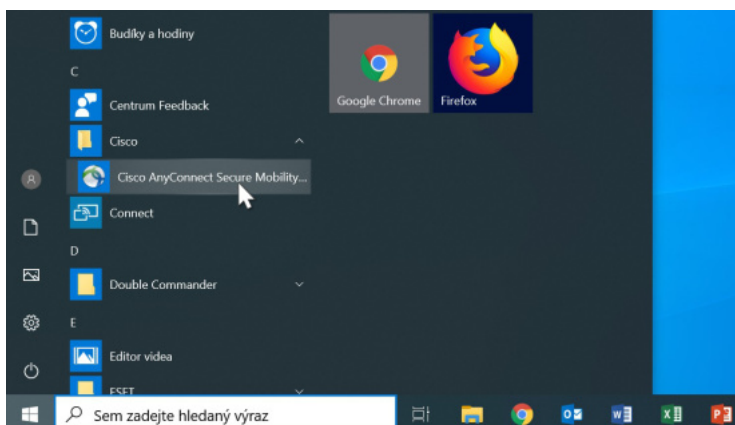 Budíky a hodiny
C
Centrum Feedback
Cisco
Cisco AnyConnect Secure Mobility...
Connect
D
Double Commander
E
Editor videa
ESET
Google Chrome
Firefox
Sem zadejte hledaný výraz